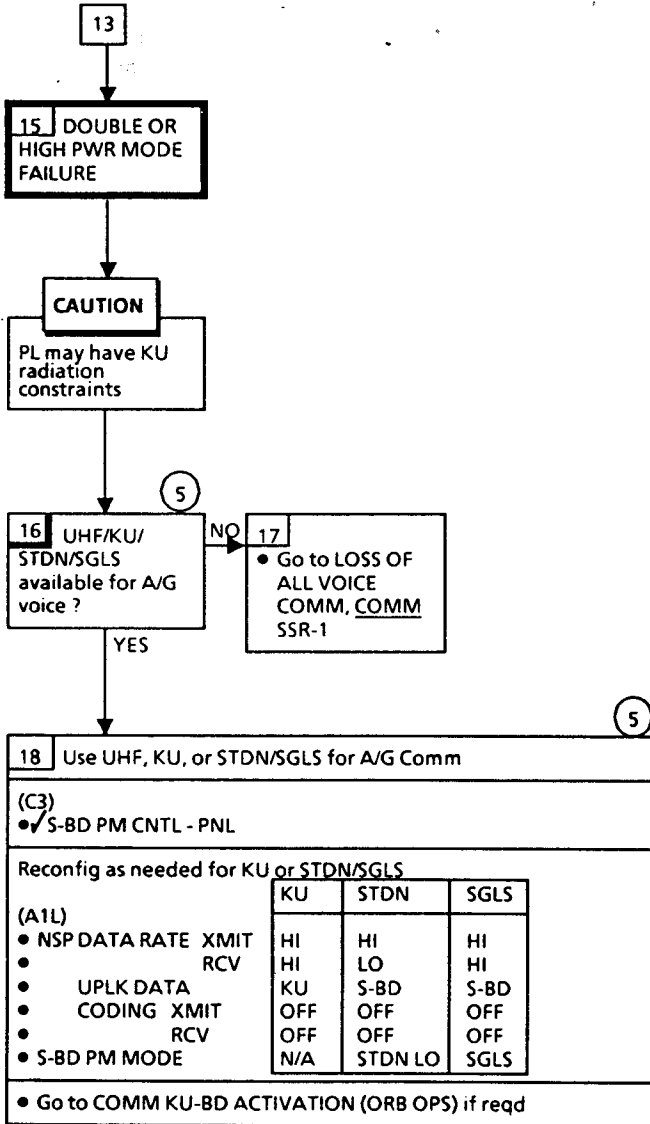 13
15 DOUBLE OR
HIGH PWR MODE
FAILURE
CAUTION
PL may have KU
radiation
constraints
5
16 UHF/KU/
STDN/SGLS
available for A/G
voice ?
NO
17
• Go to LOSS OF
ALL VOICE
COMM, COMM
SSR-1
YES
5
18 Use UHF, KU, or STDN/SGLS for A/G Comm
(C3)
•✓S-BD PM CNTL - PNL
Reconfig as needed for KU or STDN/SGLS
KU STDN SGLS
(A1L)
• NSP DATA RATE XMIT HI HI HI
• RCV HI LO HI
• UPLK DATA KU S-BD S-BD
• CODING XMIT OFF OFF OFF
• RCV OFF OFF OFF
• S-BD PM MODE N/A STDN LO SGLS
• Go to COMM KU-BD ACTIVATION (ORB OPS) if reqd